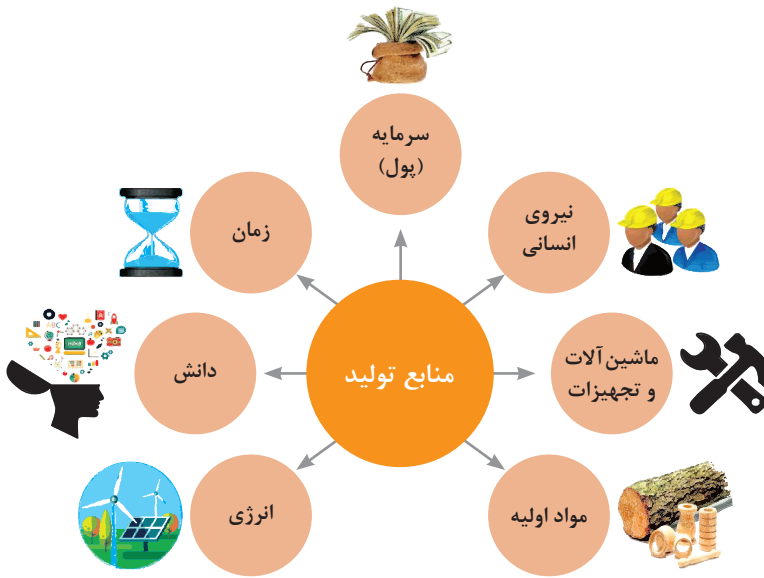 سرمایه
(پول)
نیروی
انسانی
زمان
ماشین‌آلات
و تجهیزات
منابع تولید
دانش
مواد اولیه
انرژی